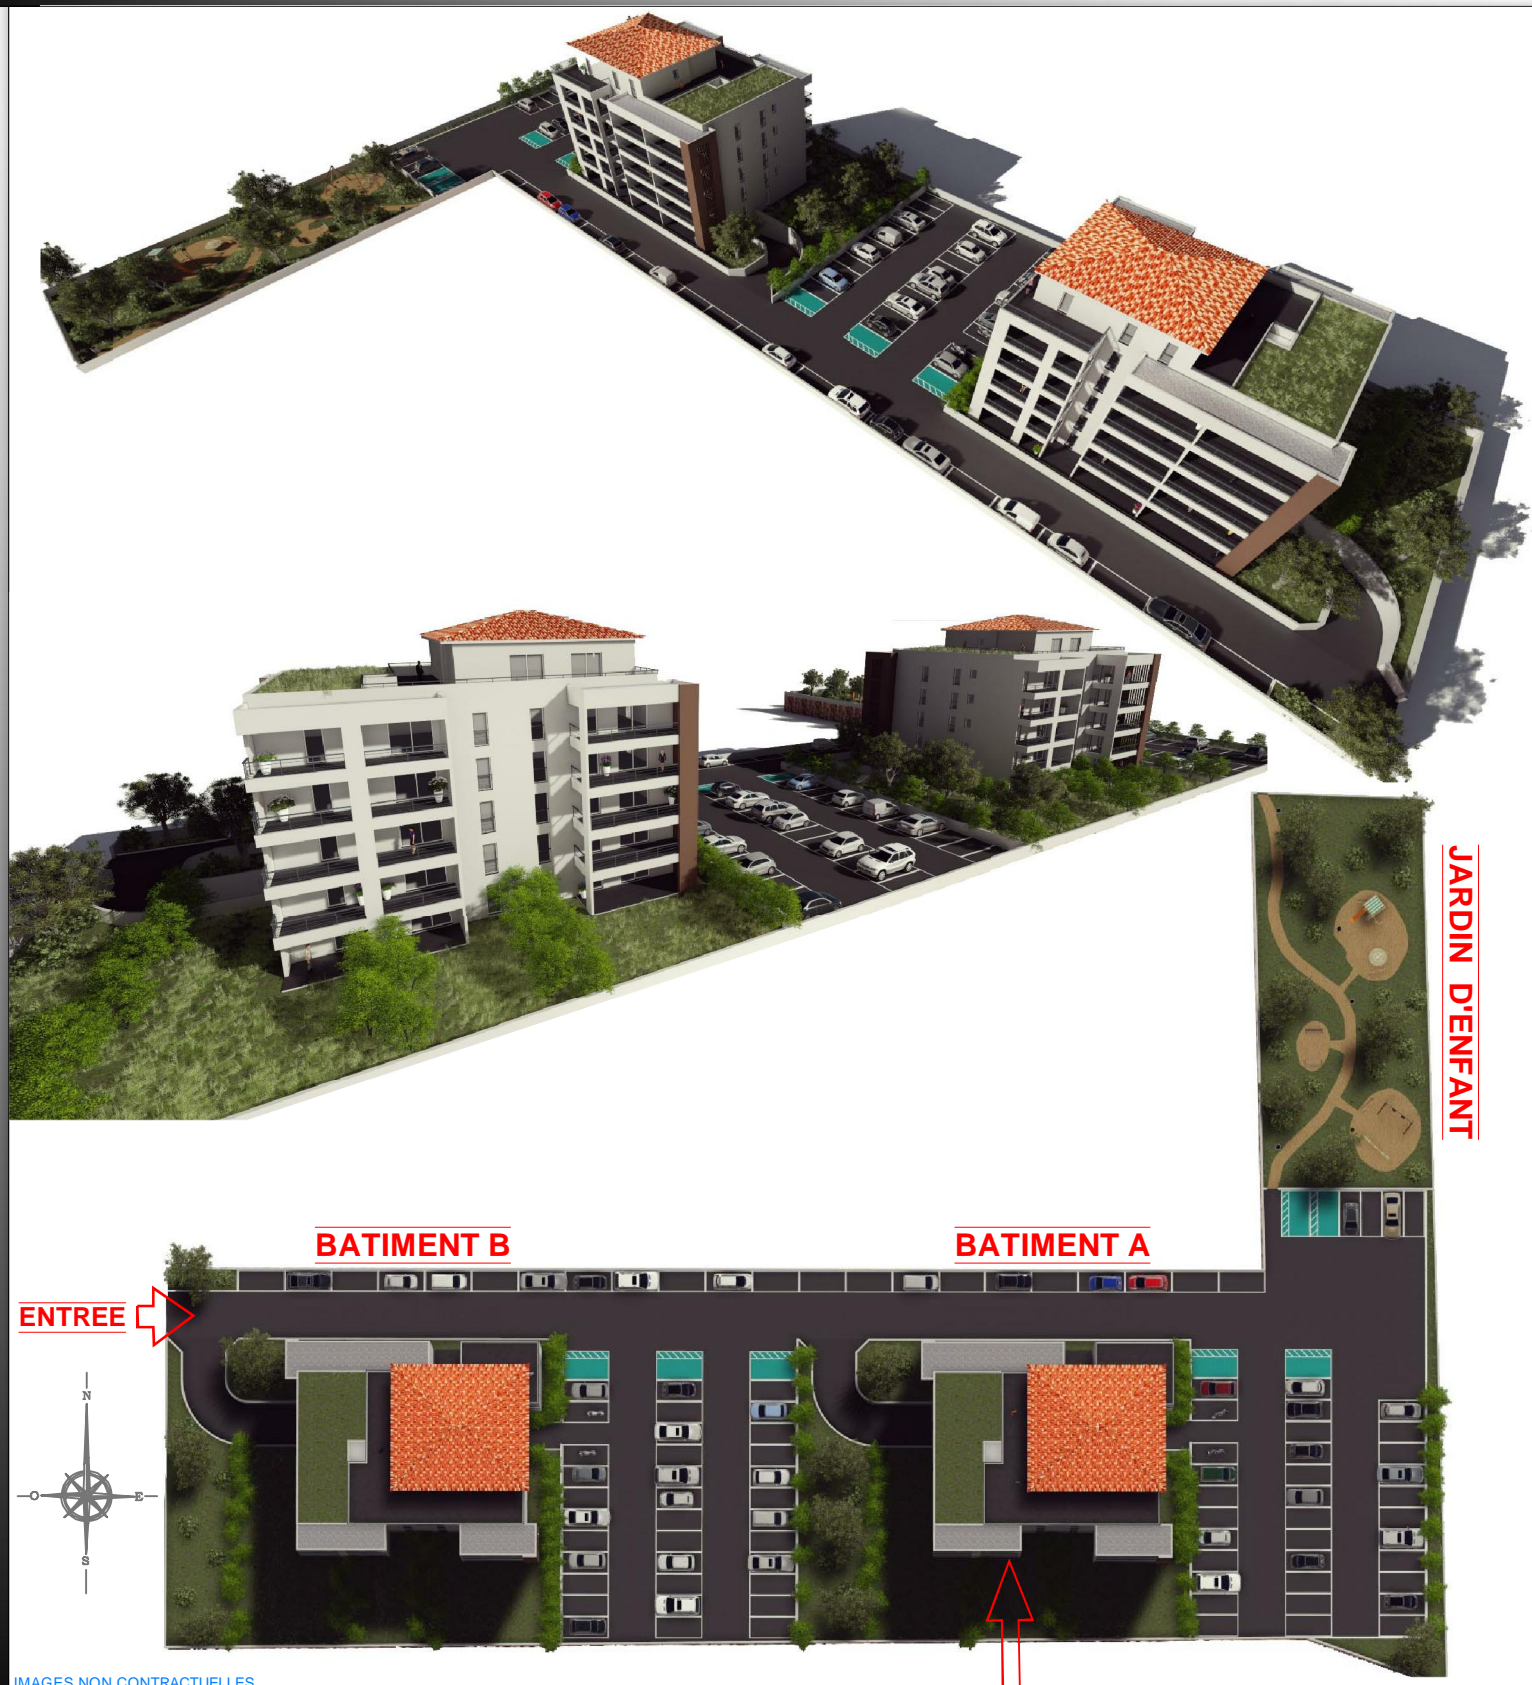 JARDIN D'ENFANT
BATIMENT B
BATIMENT A
ENTREE
N
O
E
S
IMAGES NON CONTRACTUELLES